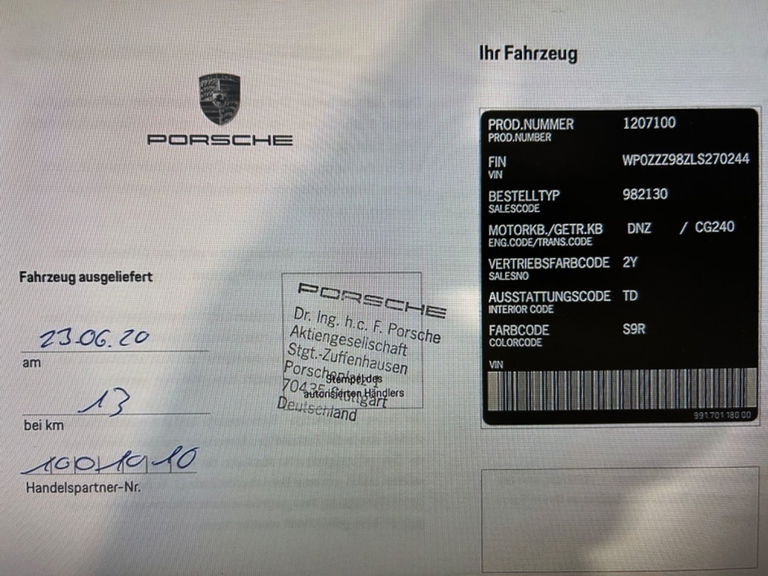 PORSCHE
Fahrzeug ausgeliefert
23.06.20
am
13
bei km
Handelspartner-Nr.
PORSCHE
Dr. Ing. h.c. F. Porsche
Aktiengesellschaft
Stgt.-Zuffenhausen
Stempel des
autorisierten Händlers
Deutschland
Ihr Fahrzeug
PROD.NUMMER 1207100
PROD.NUMBER
FIN WP0ZZZ98ZLS270244
VIN
BESTELLTYP 982130
SALESCODE
MOTORKB./GETR.KB DNZ / CG240
ENG.CODE/TRANS.CODE
VERTRIEBSFARBCODE 2Y
SALESNO
AUSSTATTUNGSCODE TD
INTERIOR CODE
FARBCODE S9R
COLORCODE
VIN
991.701.180.00